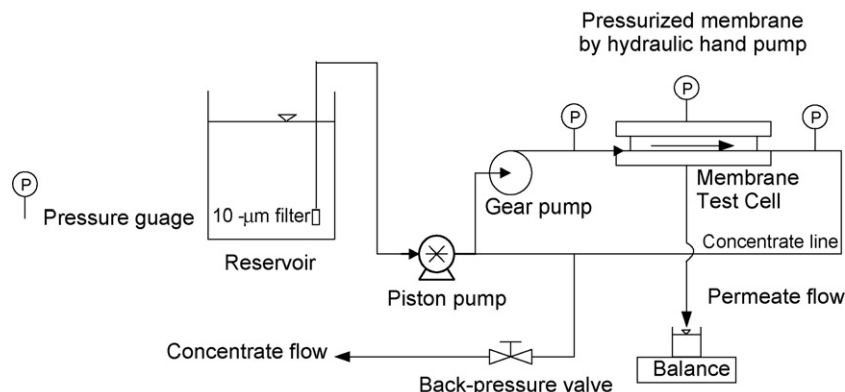 Pressurized membrane
by hydraulic hand pump
P
P
P
P
Pressure guage
10 -μm filter
Reservoir
Gear pump
Membrane
Test Cell
Concentrate line
Piston pump
Permeate flow
Concentrate flow
Back-pressure valve
Balance